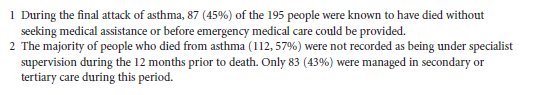 1 During the final attack of asthma, 87 (45%) of the 195 people were known to have died without
seeking medical assistance or before emergency medical care could be provided.
2 The majority of people who died from asthma (112, 57%) were not recorded as being under specialist
supervision during the 12 months prior to death. Only 83 (43%) were managed in secondary or
tertiary care during this period.